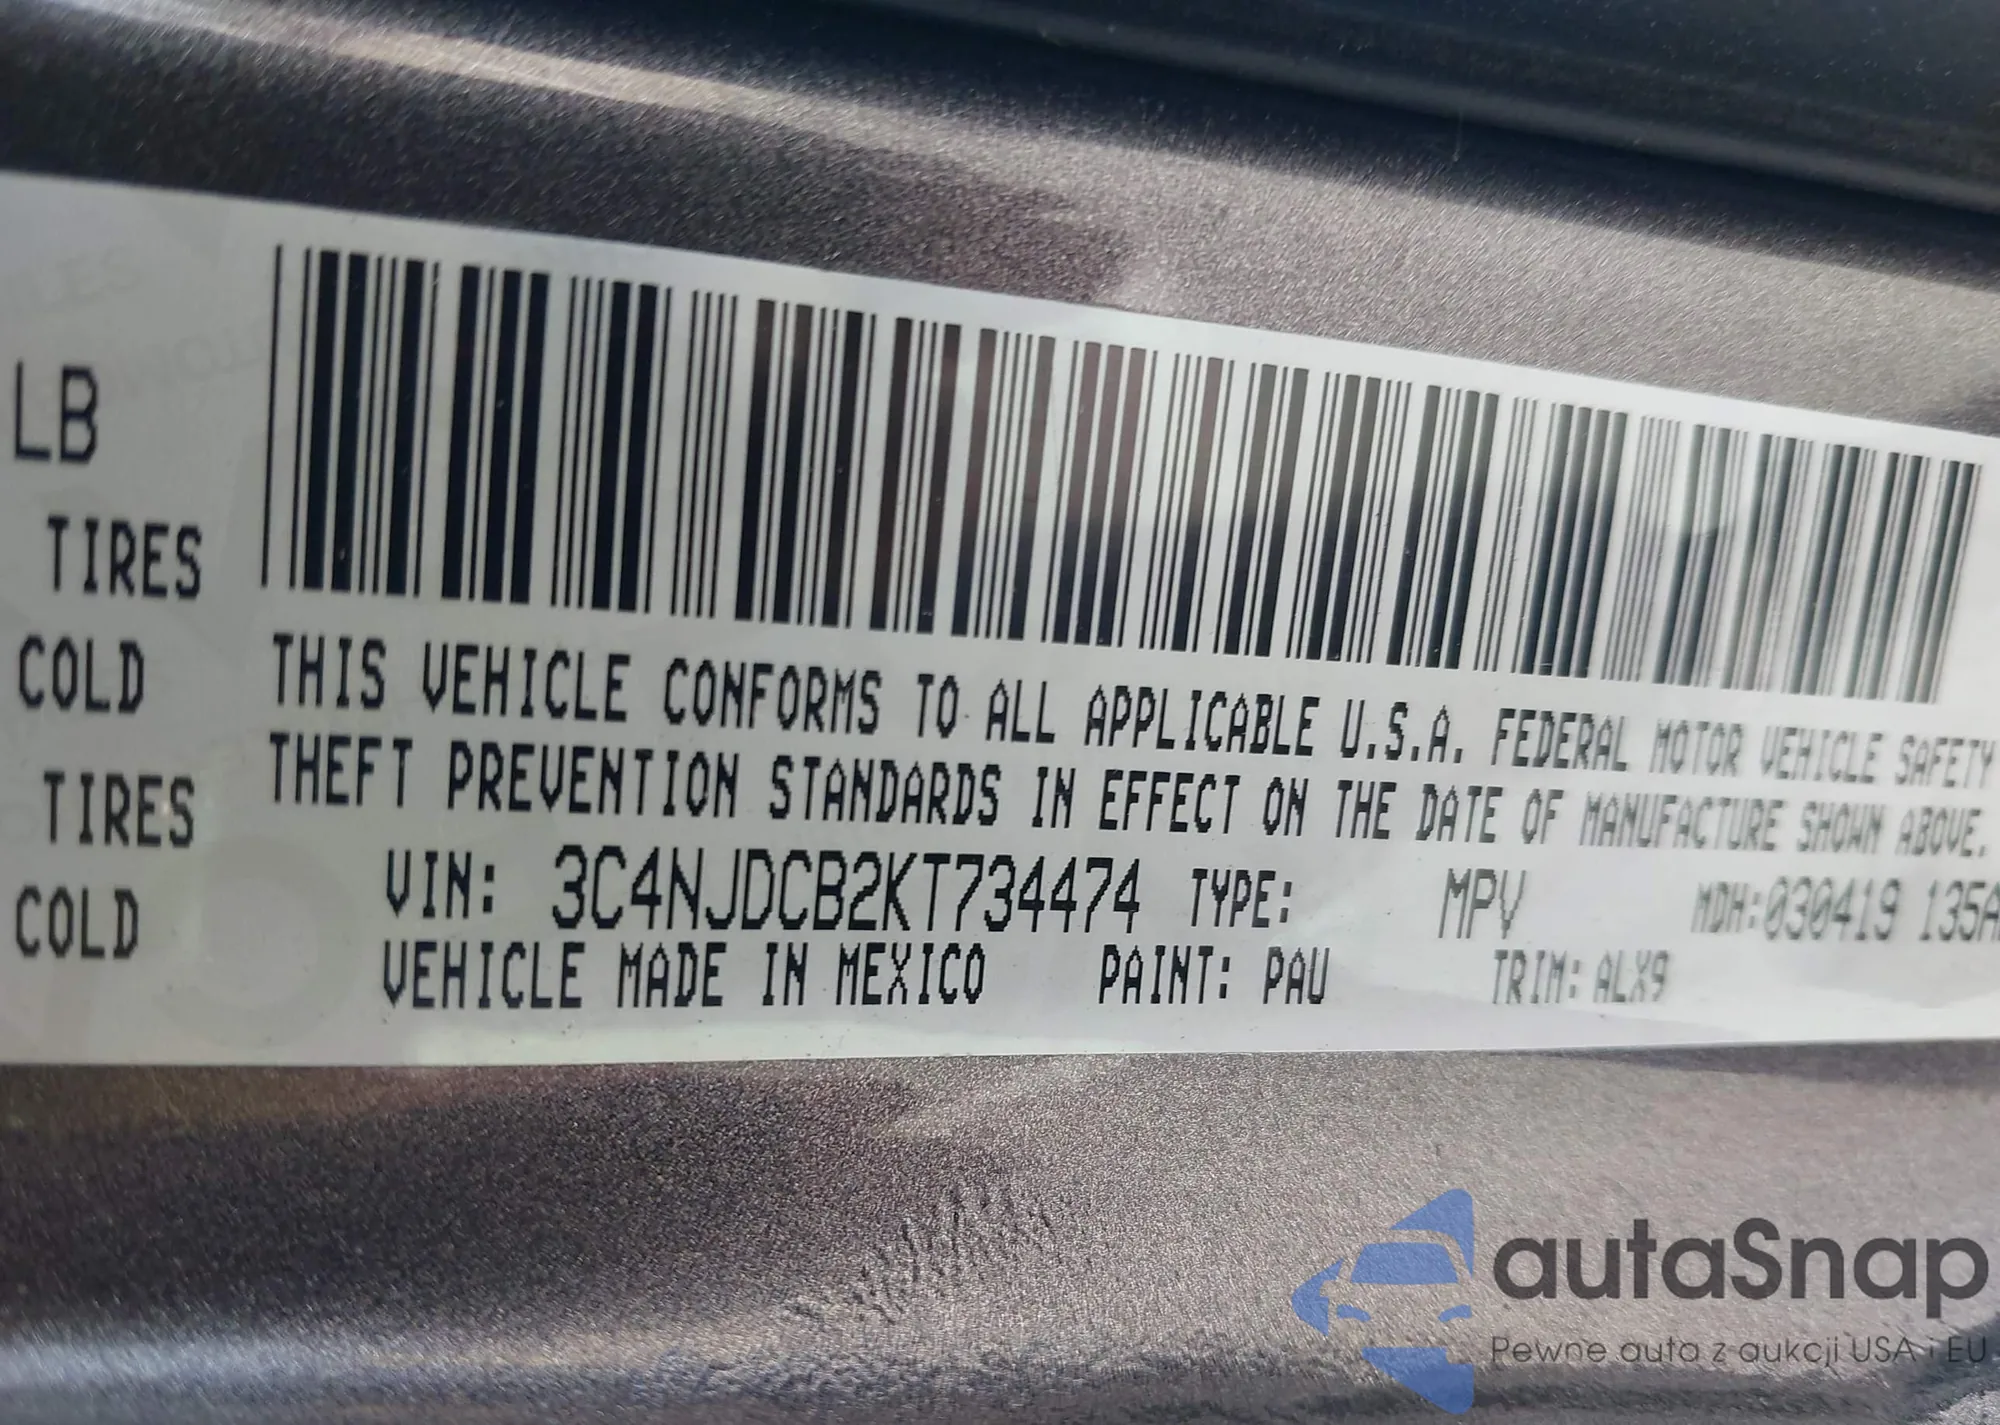 LB
TIRES
COLD
TIRES
COLD
THIS VEHICLE CONFORMS TO ALL APPLICABLE U.S.A. FEDERAL MOTOR VEHICLE SAFETY
THEFT PREVENTION STANDARDS IN EFFECT ON THE DATE OF MANUFACTURE SHOWN ABOVE.
VIN: 3C4NJDCB2KT734474 TYPE: MPV MDH:030419 135A
VEHICLE MADE IN MEXICO PAINT: PAU TRIM: ALX9
autaSnap
Pewne auta z aukcji USA i EU